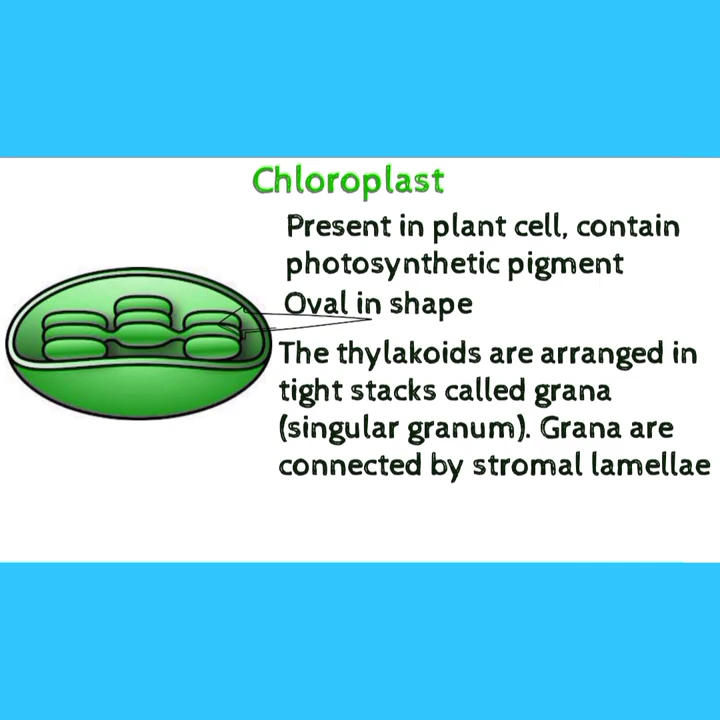 Chloroplast
Present in plant cell, contain
photosynthetic pigment
Oval in shape
The thylakoids are arranged in
tight stacks called grana
(singular granum). Grana are
connected by stromal lamellae